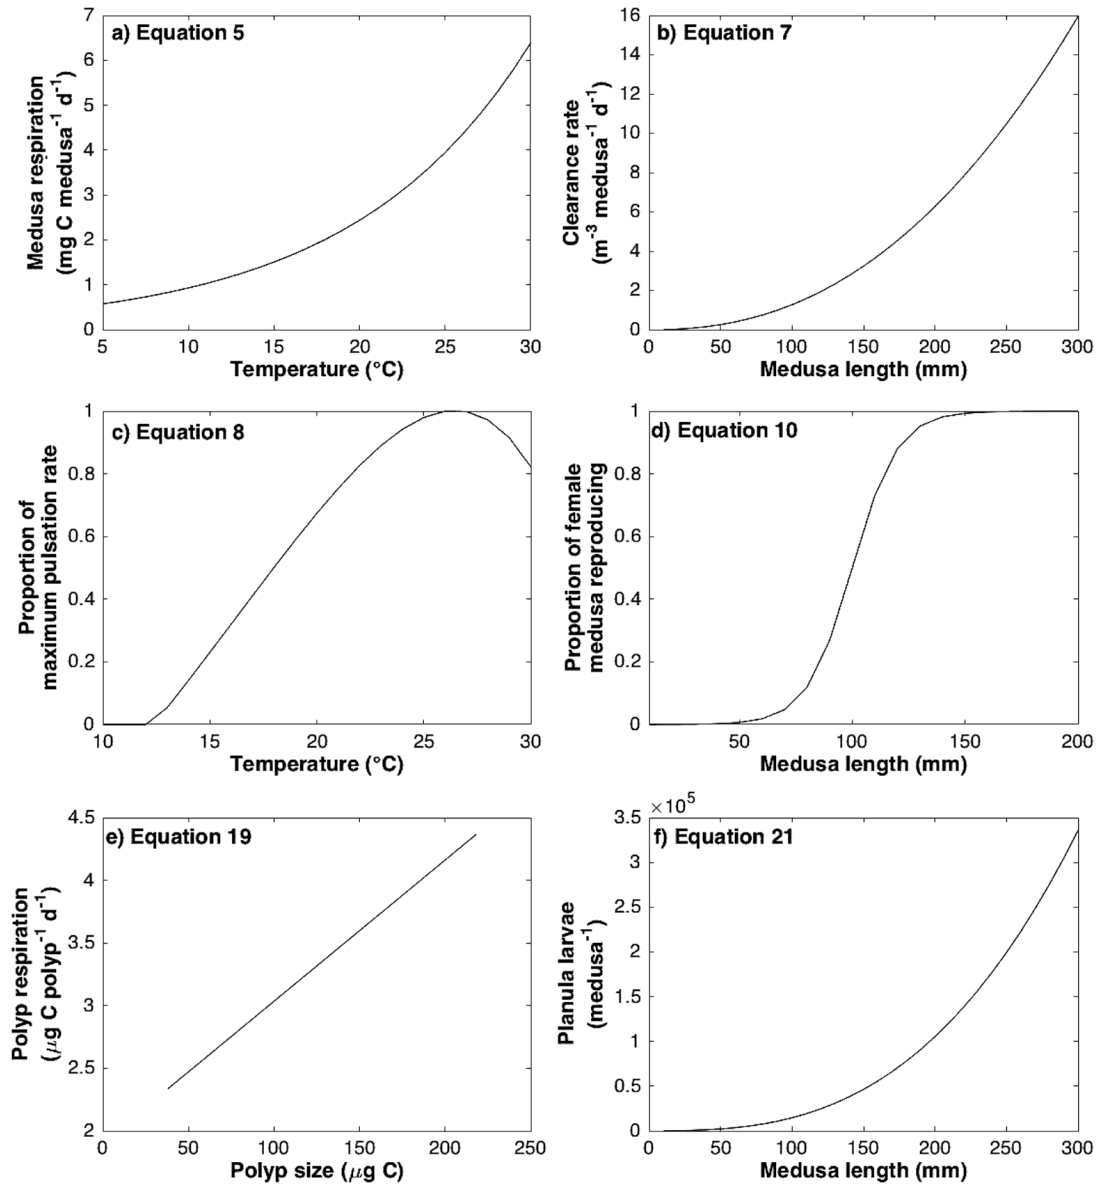 a) Equation 5
Medusa respiration
(mg C medusa⁻¹ d⁻¹)
7
6
5
4
3
2
1
0
5 10 15 20 25 30
Temperature (°C)
b) Equation 7
Clearance rate
(m⁻³ medusa⁻¹ d⁻¹)
16
14
12
10
8
6
4
2
0
0 50 100 150 200 250 300
Medusa length (mm)
c) Equation 8
Proportion of
maximum pulsation rate
1
0.8
0.6
0.4
0.2
0
10 15 20 25 30
Temperature (°C)
d) Equation 10
Proportion of female
medusa reproducing
1
0.8
0.6
0.4
0.2
0
50 100 150 200
Medusa length (mm)
e) Equation 19
Polyp respiration
(μg C polyp⁻¹ d⁻¹)
4.5
4
3.5
3
2.5
2
0 50 100 150 200 250
Polyp size (μg C)
×10⁵
f) Equation 21
Planula larvae
(medusa⁻¹)
3.5
3
2.5
2
1.5
1
0.5
0
0 50 100 150 200 250 300
Medusa length (mm)